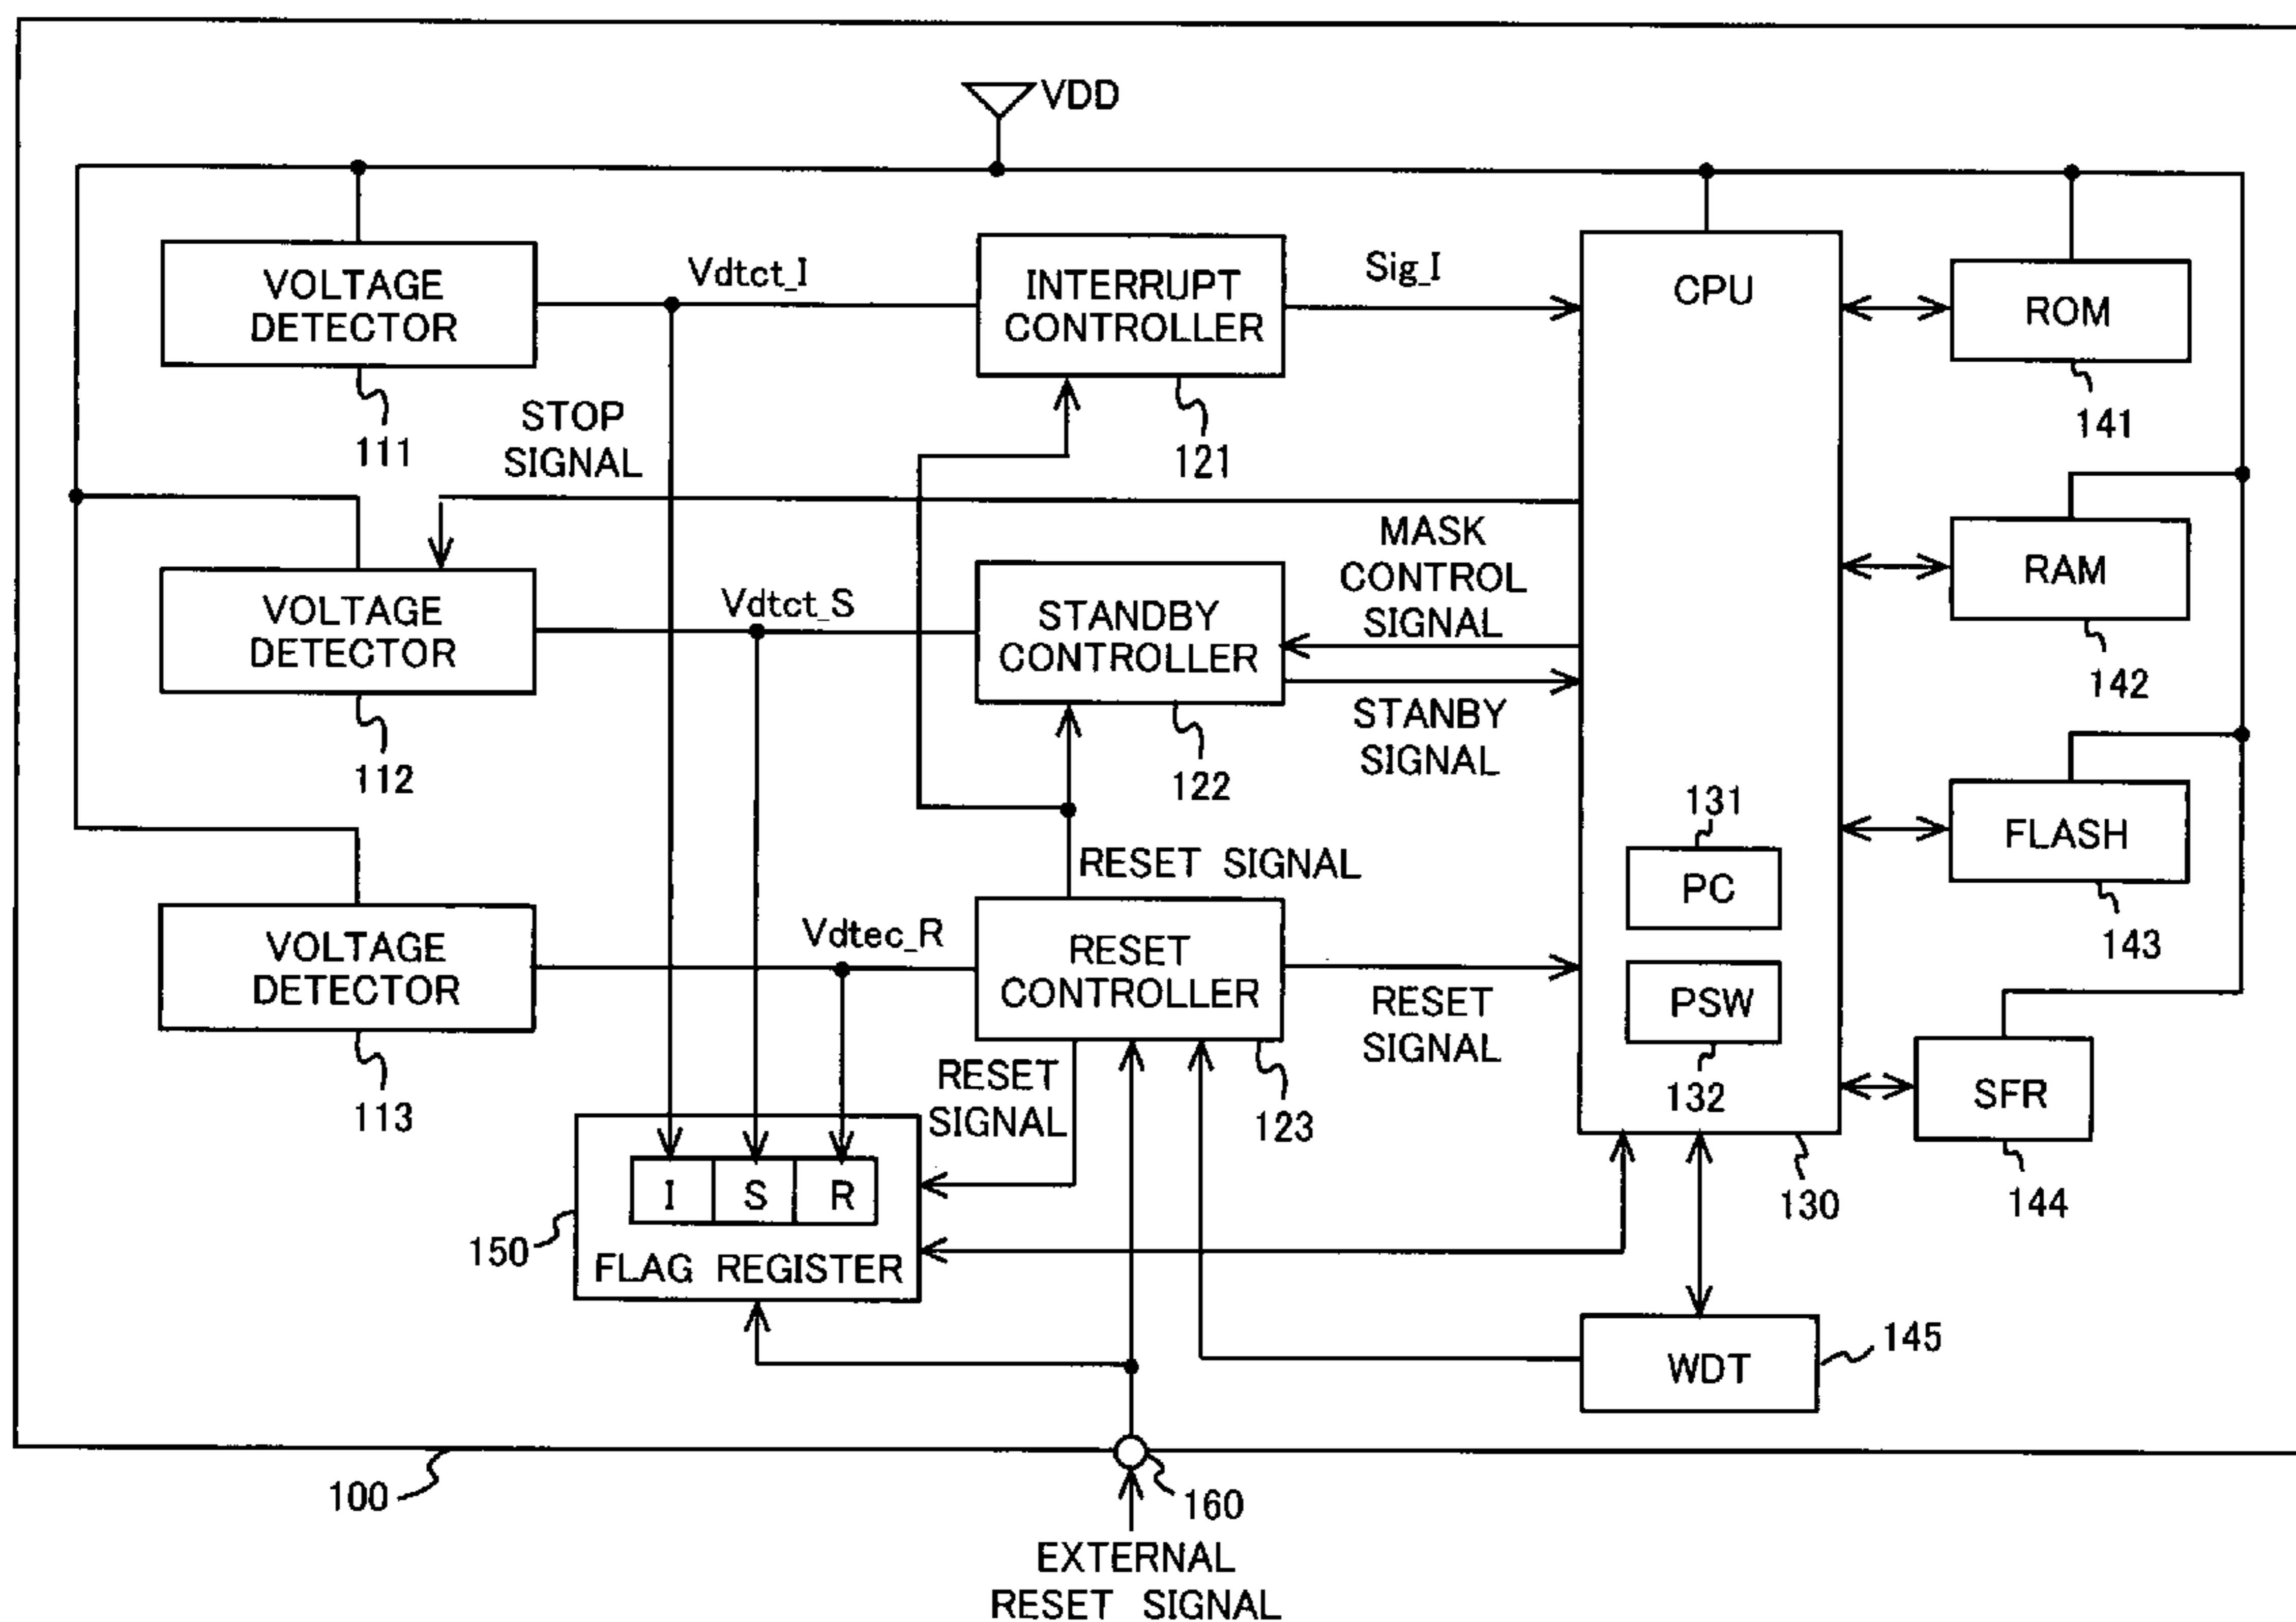 VDD
VOLTAGE
DETECTOR
111
Vdtct_I
INTERRUPT
CONTROLLER
121
Sig_I
CPU
ROM
141
STOP
SIGNAL
VOLTAGE
DETECTOR
112
Vdtct_S
STANDBY
CONTROLLER
122
MASK
CONTROL
SIGNAL
STANBY
SIGNAL
RAM
142
131
PC
PSW
132
130
FLASH
143
RESET SIGNAL
VOLTAGE
DETECTOR
113
Vdtec_R
RESET
CONTROLLER
123
RESET
SIGNAL
SFR
144
RESET
SIGNAL
I S R
FLAG REGISTER
150
WDT
145
100
160
EXTERNAL
RESET SIGNAL